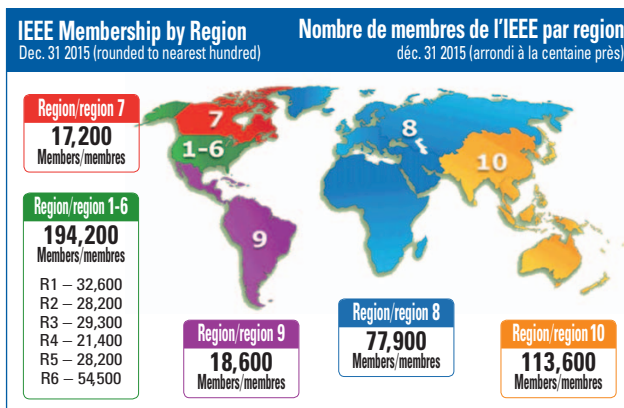 IEEE Membership by Region
Dec. 31 2015 (rounded to nearest hundred)
Nombre de membres de l'IEEE par region
déc. 31 2015 (arrondi à la centaine près)
Region/region 7
17,200
Members/membres
Region/region 1-6
194,200
Members/membres
R1 – 32,600
R2 – 28,200
R3 – 29,300
R4 – 21,400
R5 – 28,200
R6 – 54,500
7
1-6
8
10
9
Region/region 9
18,600
Members/membres
Region/region 8
77,900
Members/membres
Region/region 10
113,600
Members/membres